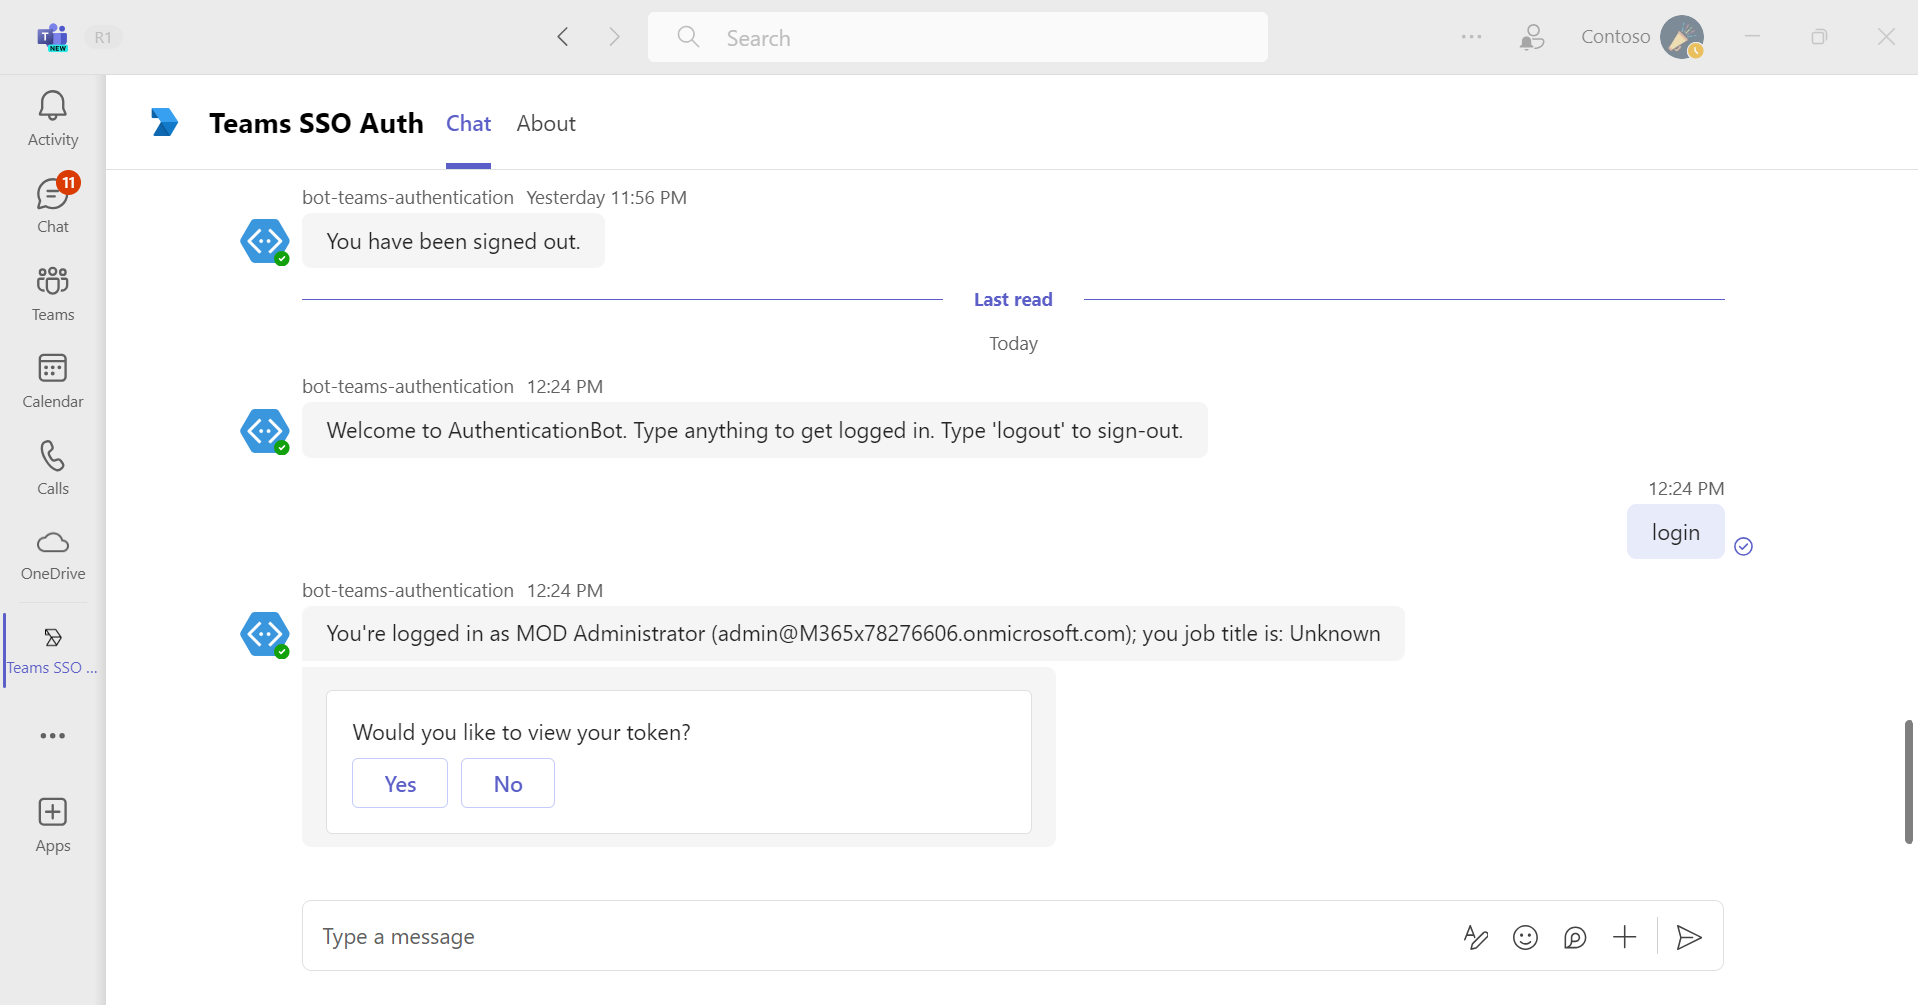 T
NEW
R1
Search
Contoso
Activity
11
Chat
Teams
Calendar
Calls
OneDrive
Teams SSO ...
Apps
Teams SSO Auth
Chat
About
bot-teams-authentication Yesterday 11:56 PM
You have been signed out.
Last read
Today
bot-teams-authentication 12:24 PM
Welcome to AuthenticationBot. Type anything to get logged in. Type 'logout' to sign-out.
12:24 PM
login
bot-teams-authentication 12:24 PM
You're logged in as MOD Administrator (admin@M365x78276606.onmicrosoft.com); you job title is: Unknown
Would you like to view your token?
Yes
No
Type a message